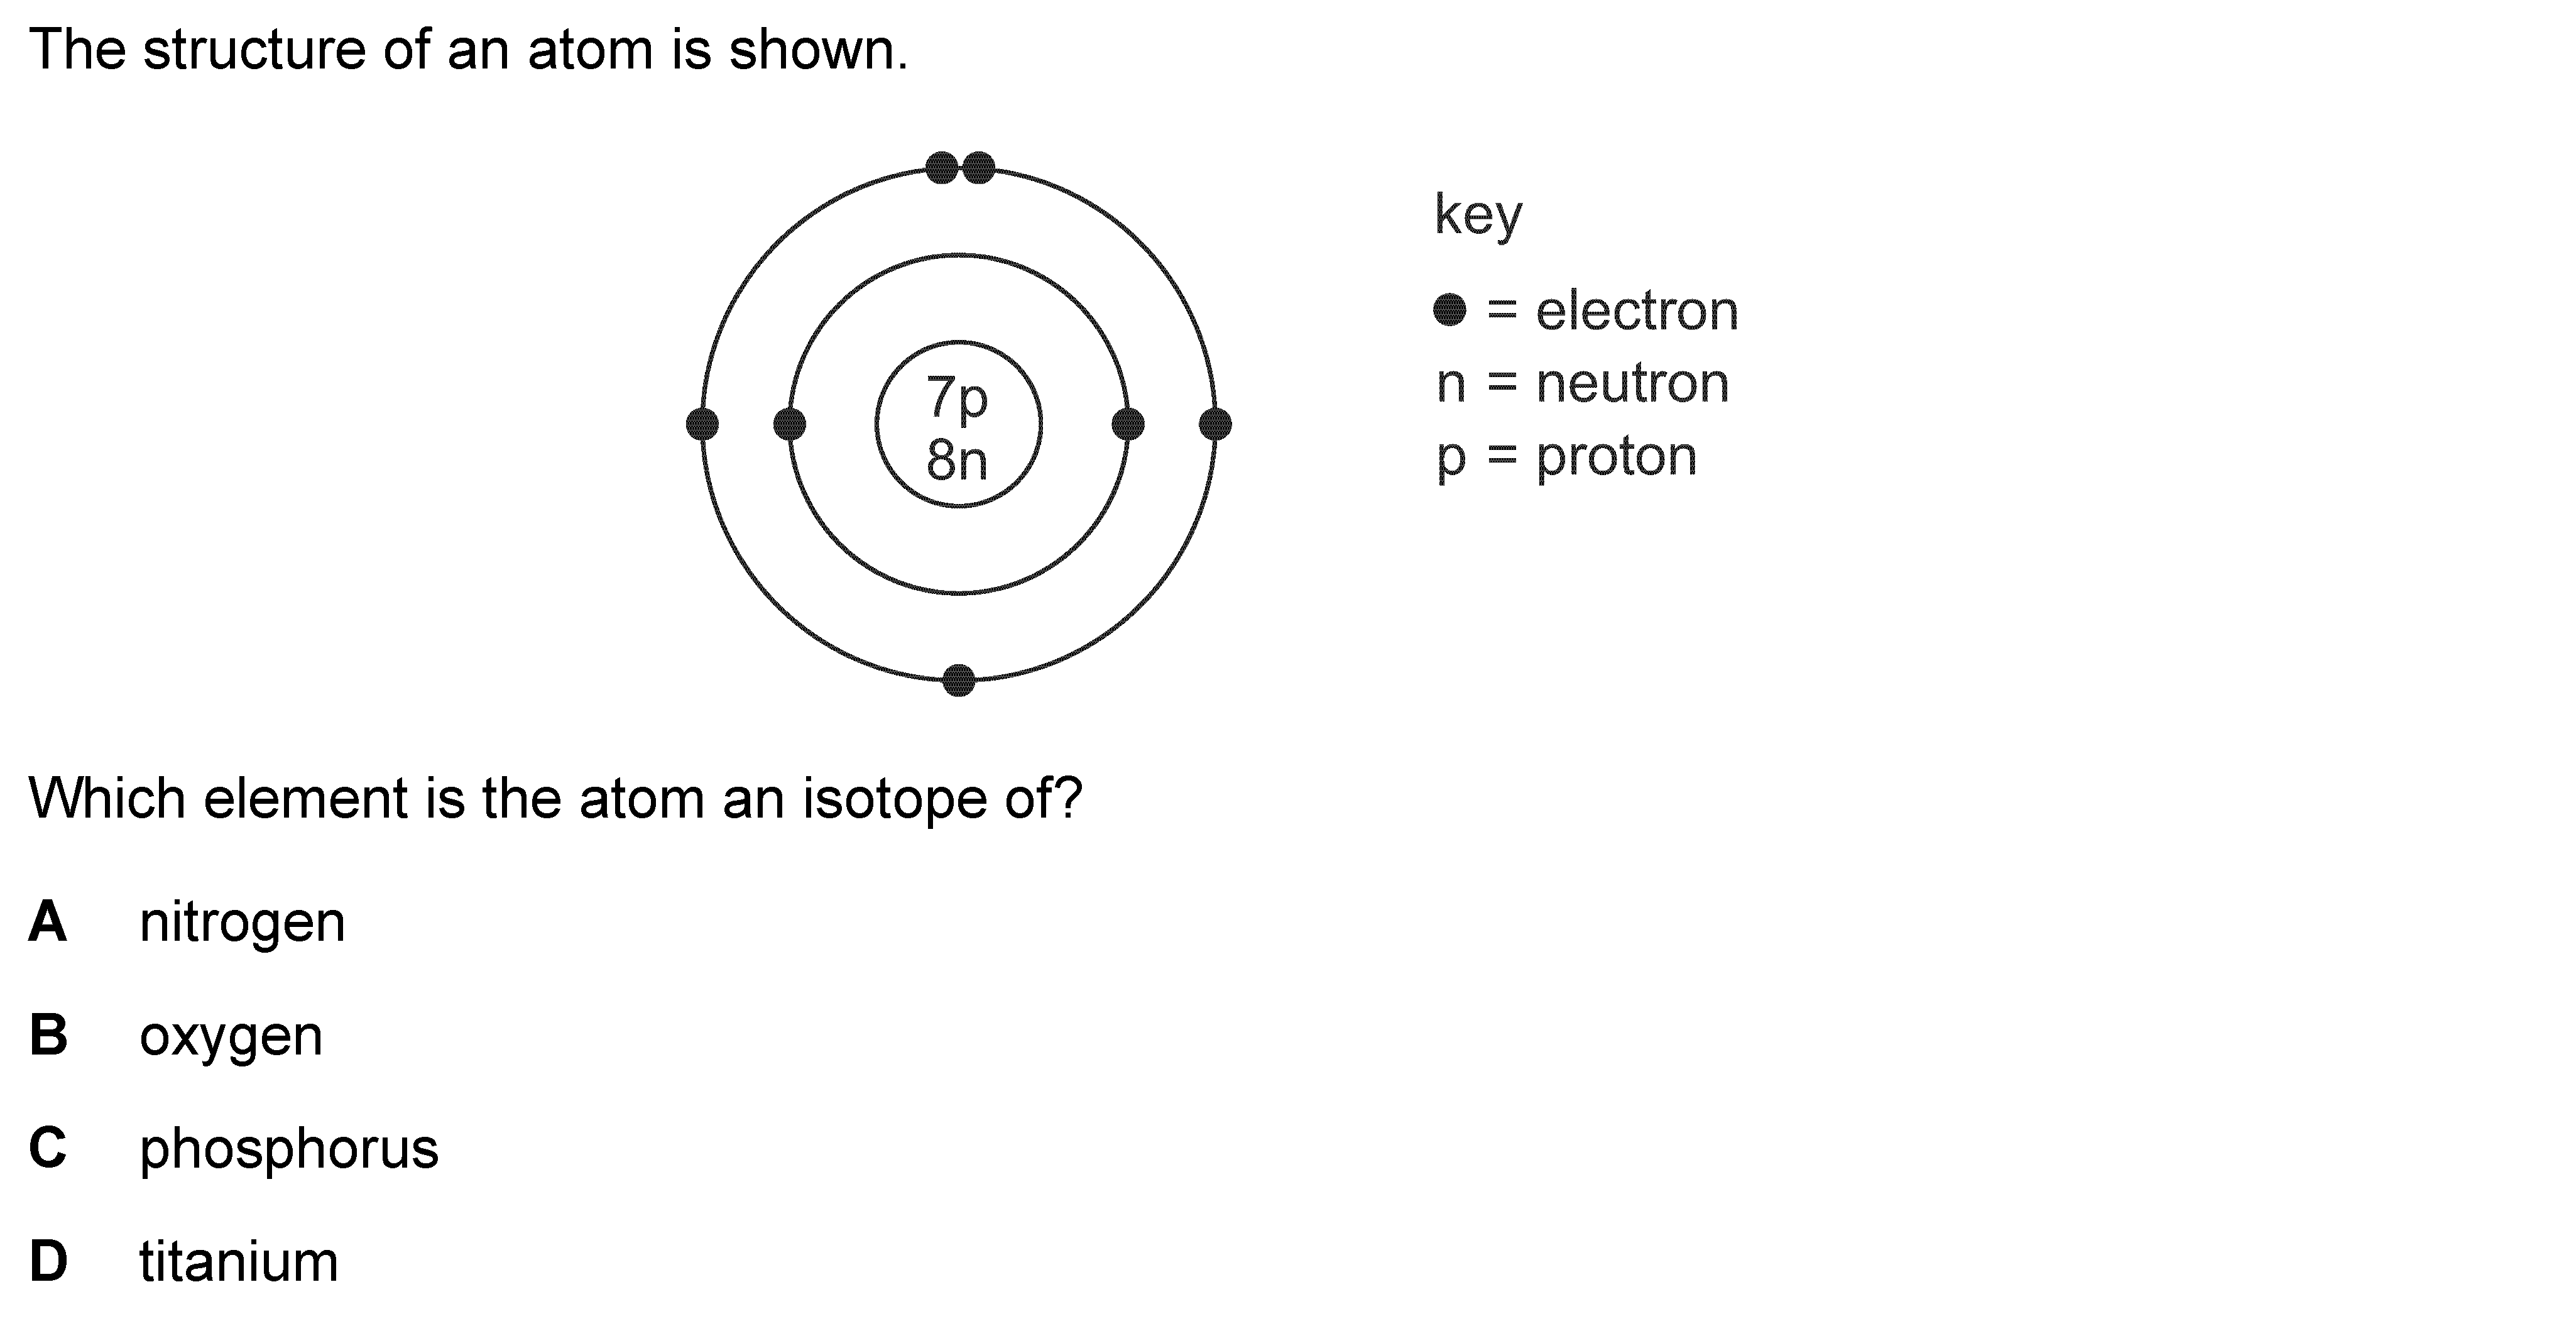 The structure of an atom is shown.
key
= electron
n = neutron
p = proton
7p
8n
Which element is the atom an isotope of?
A nitrogen
B oxygen
C phosphorus
D titanium